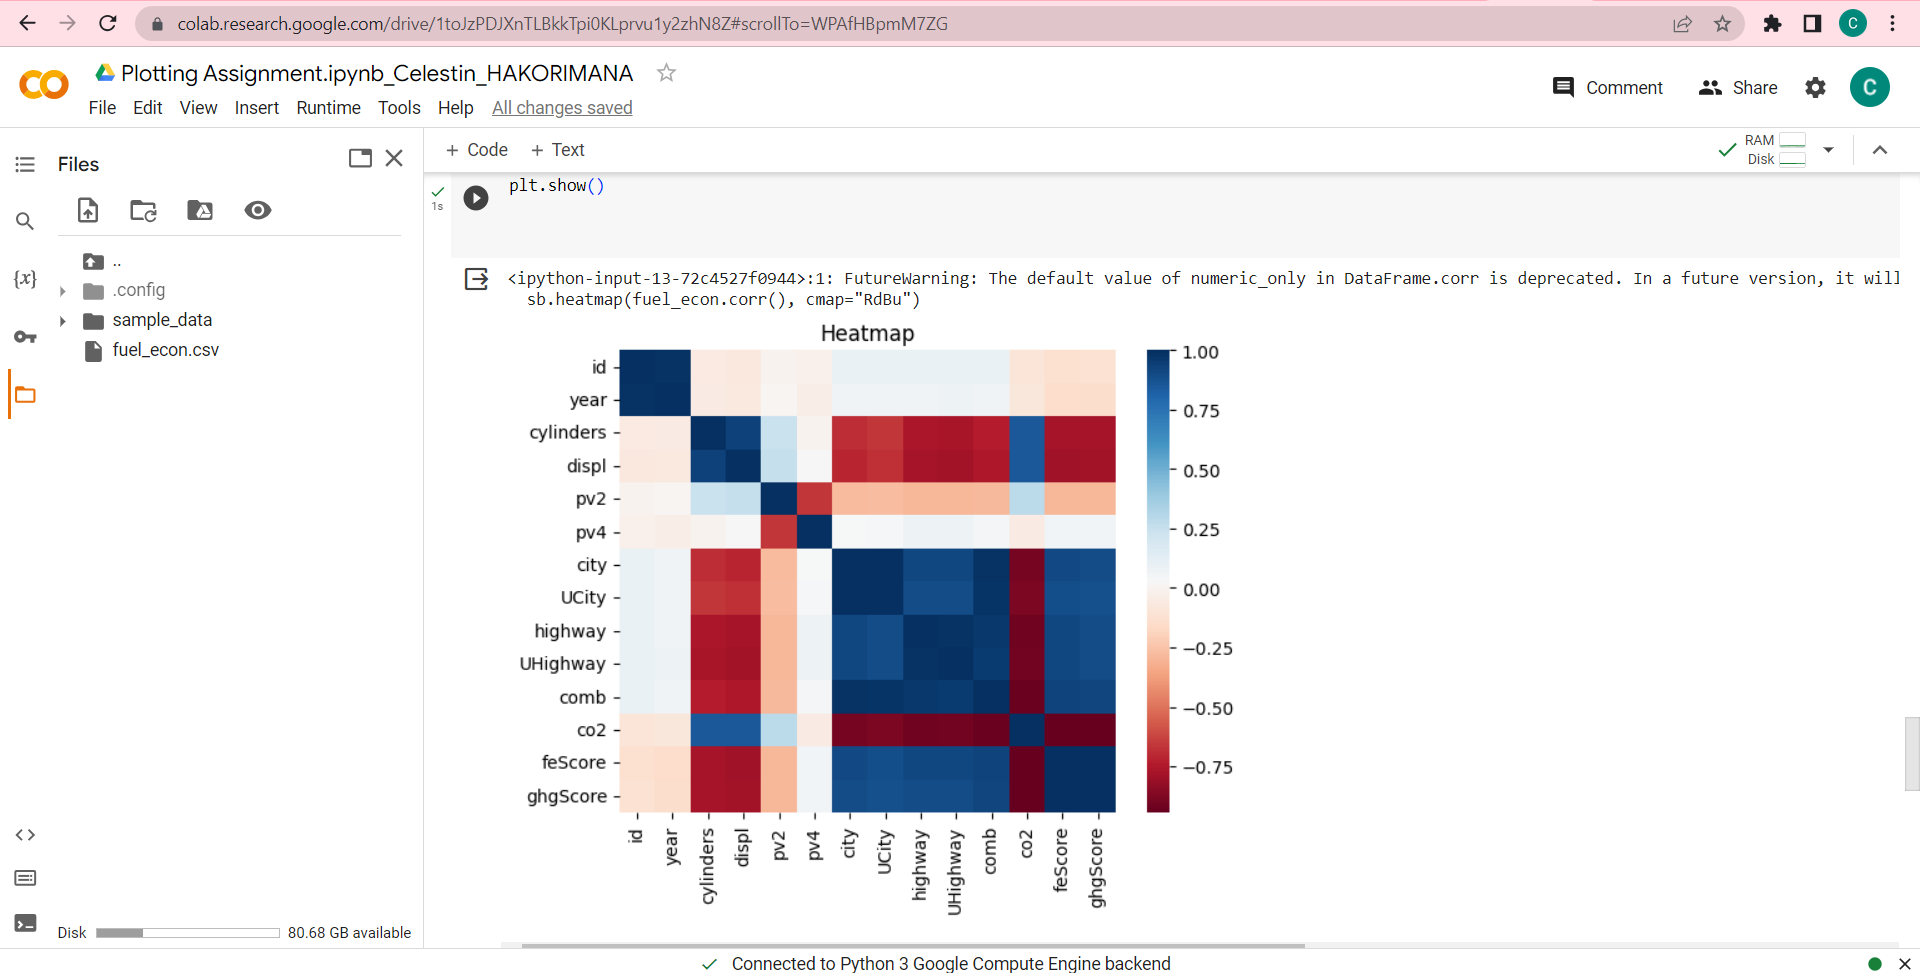 colab.research.google.com/drive/1toJzPDJXnTLBkkTpi0KLprvu1y2zhN8Z#scrollTo=WPAfHBpmM7ZG
C
Plotting Assignment.ipynb_Celestin_HAKORIMANA
File Edit View Insert Runtime Tools Help All changes saved
Comment Share C
Files
+ Code + Text
RAM
Disk
{x}
..
.config
sample_data
fuel_econ.csv
<>
Disk 80.68 GB available
1s
plt.show()
<ipython-input-13-72c4527f0944>:1: FutureWarning: The default value of numeric_only in DataFrame.corr is deprecated. In a future version, it will
sb.heatmap(fuel_econ.corr(), cmap="RdBu")
Heatmap
id
year
cylinders
displ
pv2
pv4
city
UCity
highway
UHighway
comb
co2
feScore
ghgScore
id year cylinders displ pv2 pv4 city UCity highway UHighway comb co2 feScore ghgScore
1.00
0.75
0.50
0.25
0.00
−0.25
−0.50
−0.75
Connected to Python 3 Google Compute Engine backend